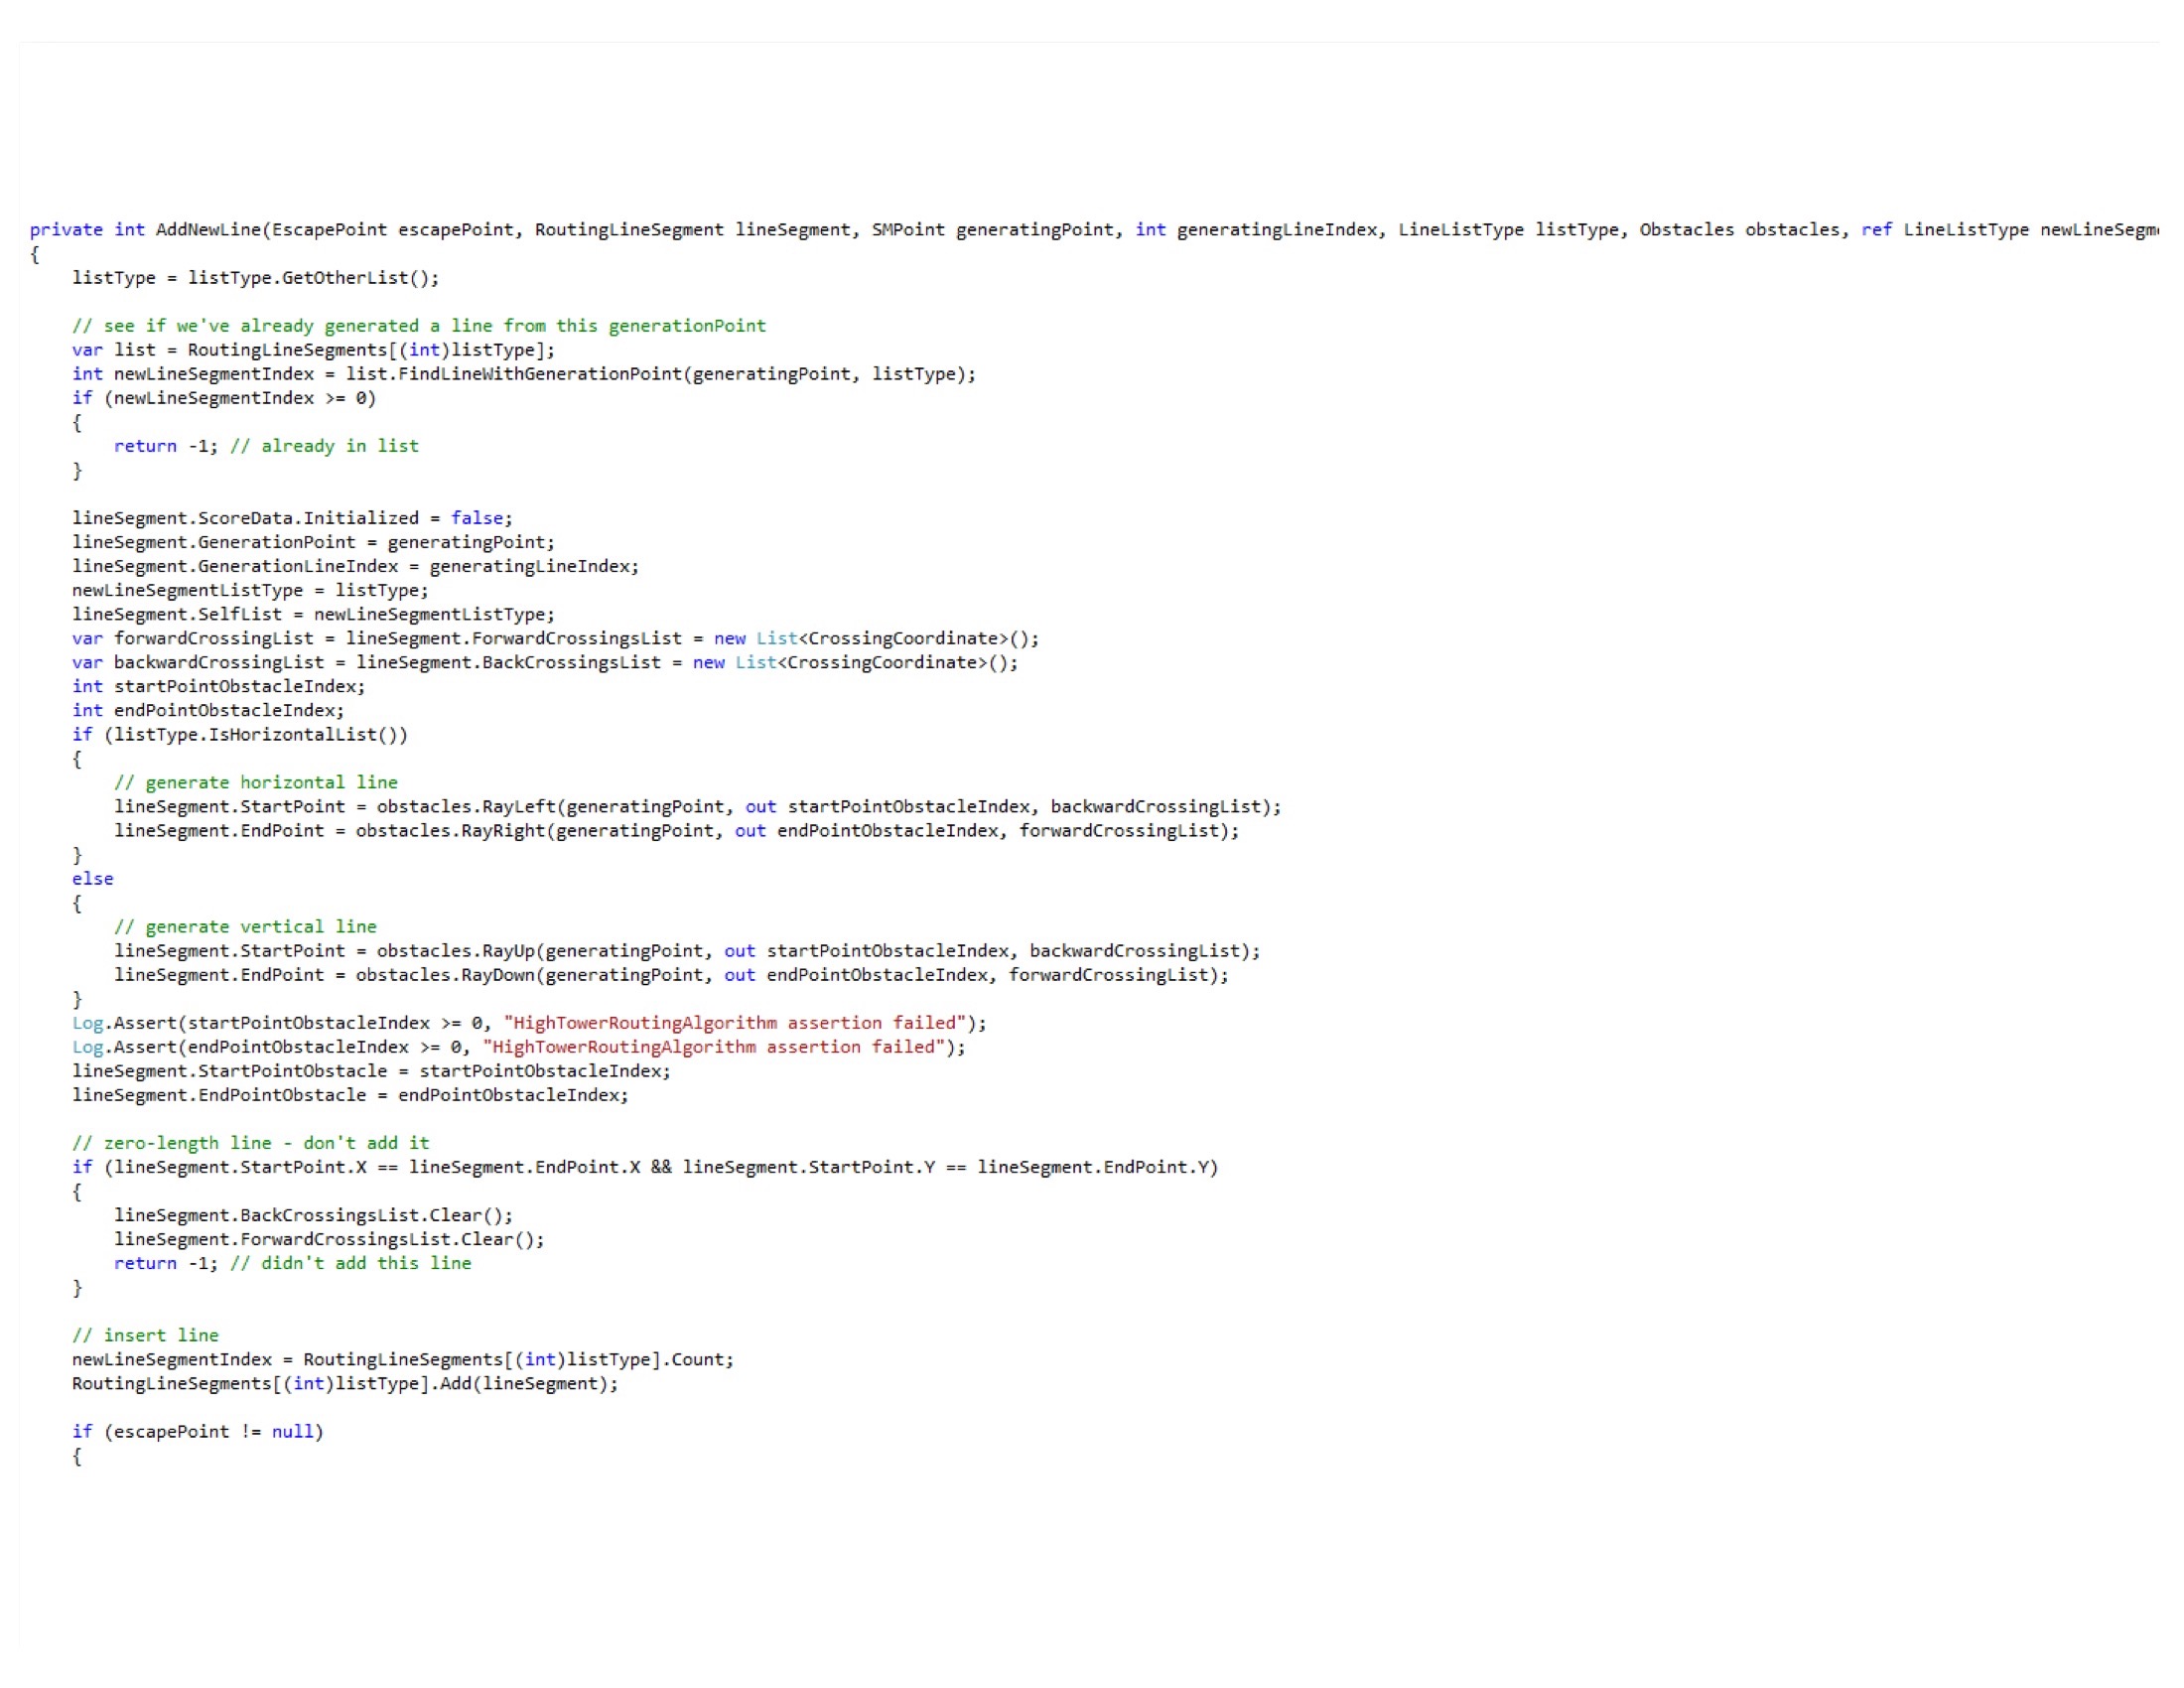 private int AddNewLine(EscapePoint escapePoint, RoutingLineSegment lineSegment, SMPoint generatingPoint, int generatingLineIndex, LineListType listType, Obstacles obstacles, ref LineListType newLineSegm
{
    listType = listType.GetOtherList();

    // see if we've already generated a line from this generationPoint
    var list = RoutingLineSegments[(int)listType];
    int newLineSegmentIndex = list.FindLineWithGenerationPoint(generatingPoint, listType);
    if (newLineSegmentIndex >= 0)
    {
        return -1; // already in list
    }

    lineSegment.ScoreData.Initialized = false;
    lineSegment.GenerationPoint = generatingPoint;
    lineSegment.GenerationLineIndex = generatingLineIndex;
    newLineSegmentListType = listType;
    lineSegment.SelfList = newLineSegmentListType;
    var forwardCrossingList = lineSegment.ForwardCrossingsList = new List<CrossingCoordinate>();
    var backwardCrossingList = lineSegment.BackCrossingsList = new List<CrossingCoordinate>();
    int startPointObstacleIndex;
    int endPointObstacleIndex;
    if (listType.IsHorizontalList())
    {
        // generate horizontal line
        lineSegment.StartPoint = obstacles.RayLeft(generatingPoint, out startPointObstacleIndex, backwardCrossingList);
        lineSegment.EndPoint = obstacles.RayRight(generatingPoint, out endPointObstacleIndex, forwardCrossingList);
    }
    else
    {
        // generate vertical line
        lineSegment.StartPoint = obstacles.RayUp(generatingPoint, out startPointObstacleIndex, backwardCrossingList);
        lineSegment.EndPoint = obstacles.RayDown(generatingPoint, out endPointObstacleIndex, forwardCrossingList);
    }
    Log.Assert(startPointObstacleIndex >= 0, "HighTowerRoutingAlgorithm assertion failed");
    Log.Assert(endPointObstacleIndex >= 0, "HighTowerRoutingAlgorithm assertion failed");
    lineSegment.StartPointObstacle = startPointObstacleIndex;
    lineSegment.EndPointObstacle = endPointObstacleIndex;

    // zero-length line - don't add it
    if (lineSegment.StartPoint.X == lineSegment.EndPoint.X && lineSegment.StartPoint.Y == lineSegment.EndPoint.Y)
    {
        lineSegment.BackCrossingsList.Clear();
        lineSegment.ForwardCrossingsList.Clear();
        return -1; // didn't add this line
    }

    // insert line
    newLineSegmentIndex = RoutingLineSegments[(int)listType].Count;
    RoutingLineSegments[(int)listType].Add(lineSegment);

    if (escapePoint != null)
    {